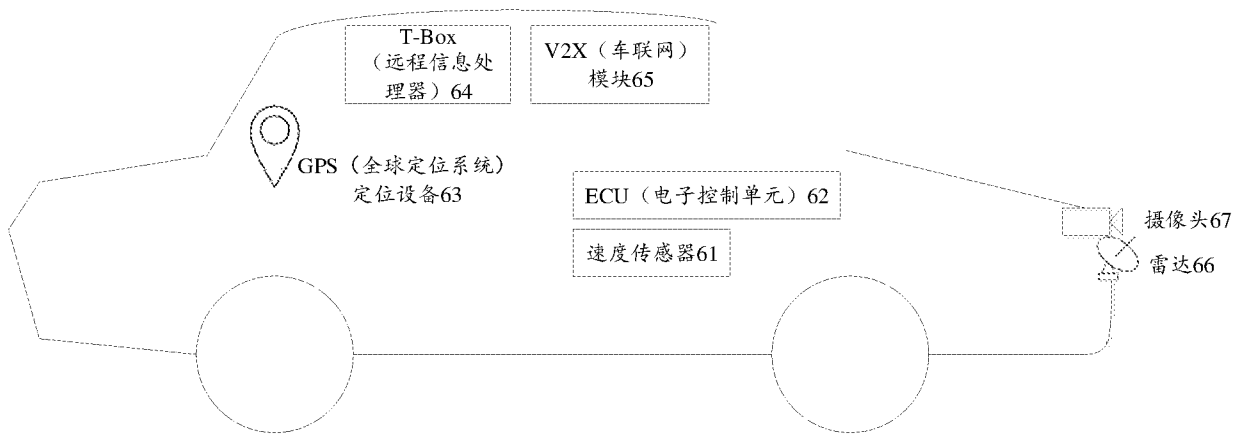 T-Box
（远程信息处
理器）64
V2X（车联网）
模块65
GPS（全球定位系统）
定位设备63
ECU（电子控制单元）62
速度传感器61
摄像头67
雷达66